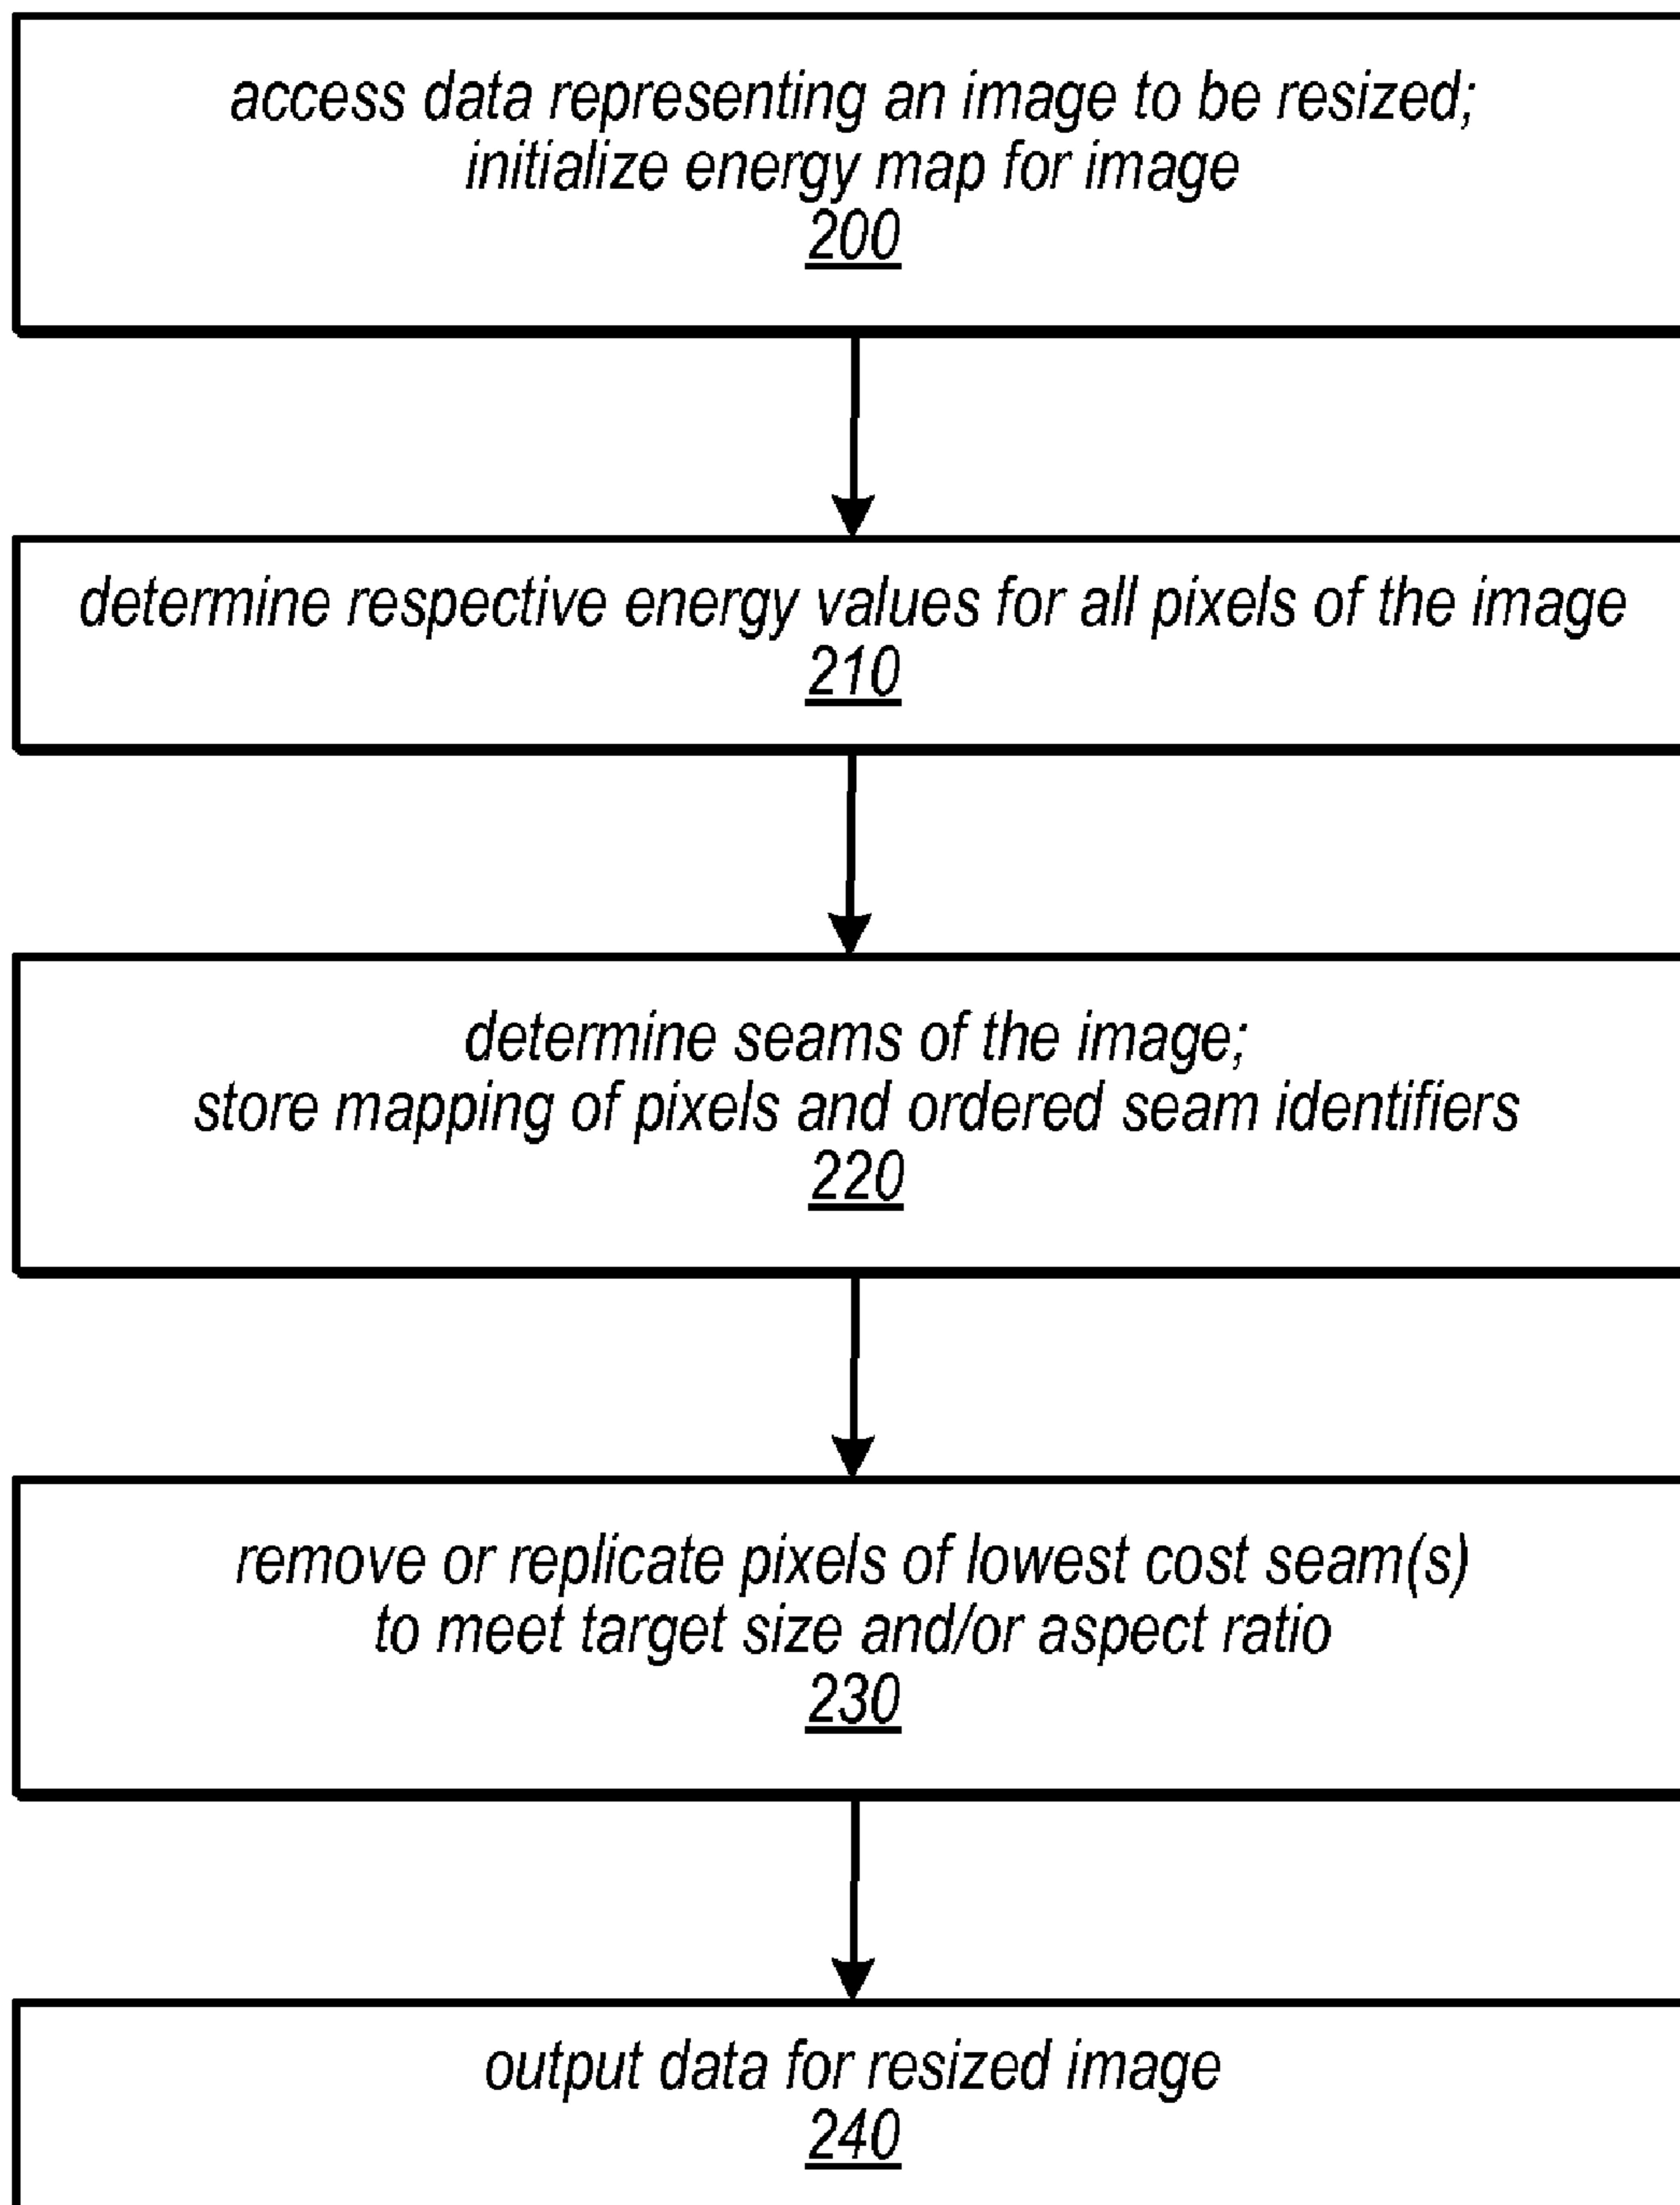 access data representing an image to be resized;
initialize energy map for image
200
determine respective energy values for all pixels of the image
210
determine seams of the image;
store mapping of pixels and ordered seam identifiers
220
remove or replicate pixels of lowest cost seam(s)
to meet target size and/or aspect ratio
230
output data for resized image
240